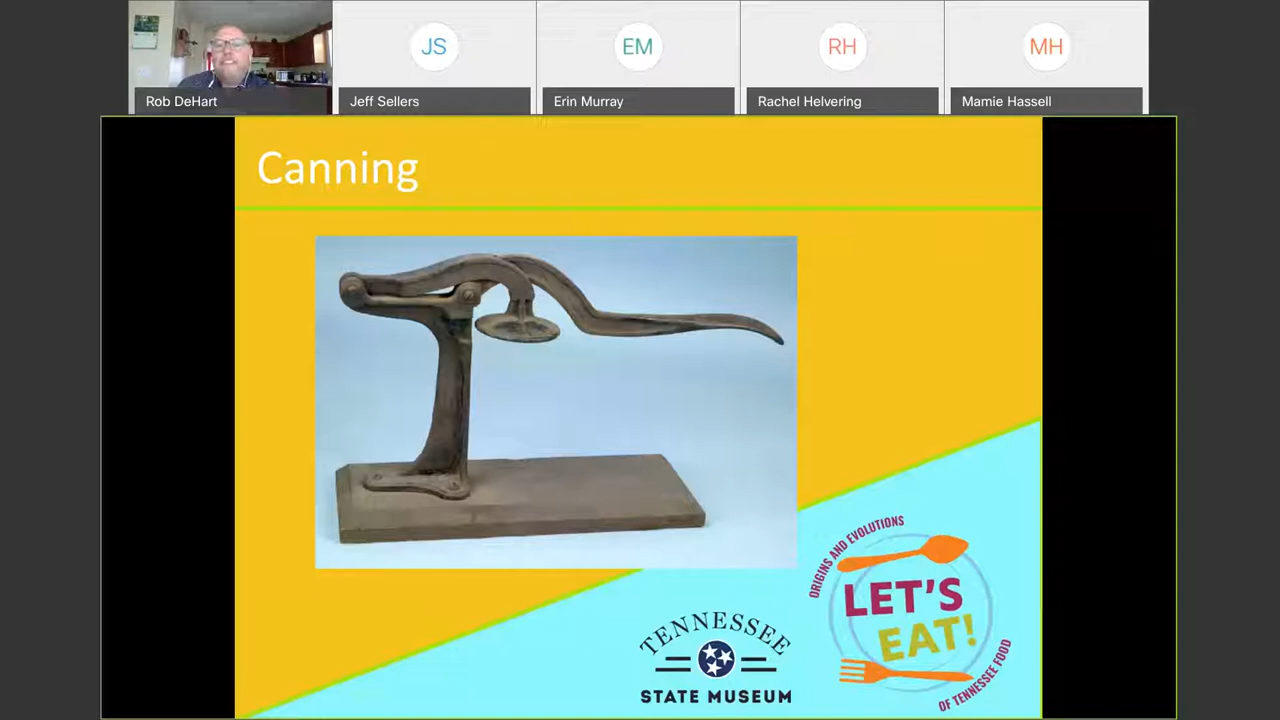 JS
EM
RH
MH
Rob DeHart
Jeff Sellers
Erin Murray
Rachel Helvering
Mamie Hassell
Canning
ORIGINS AND EVOLUTIONS
LET'S
EAT!
OF TENNESSEE FOOD
TENNESSEE
STATE MUSEUM